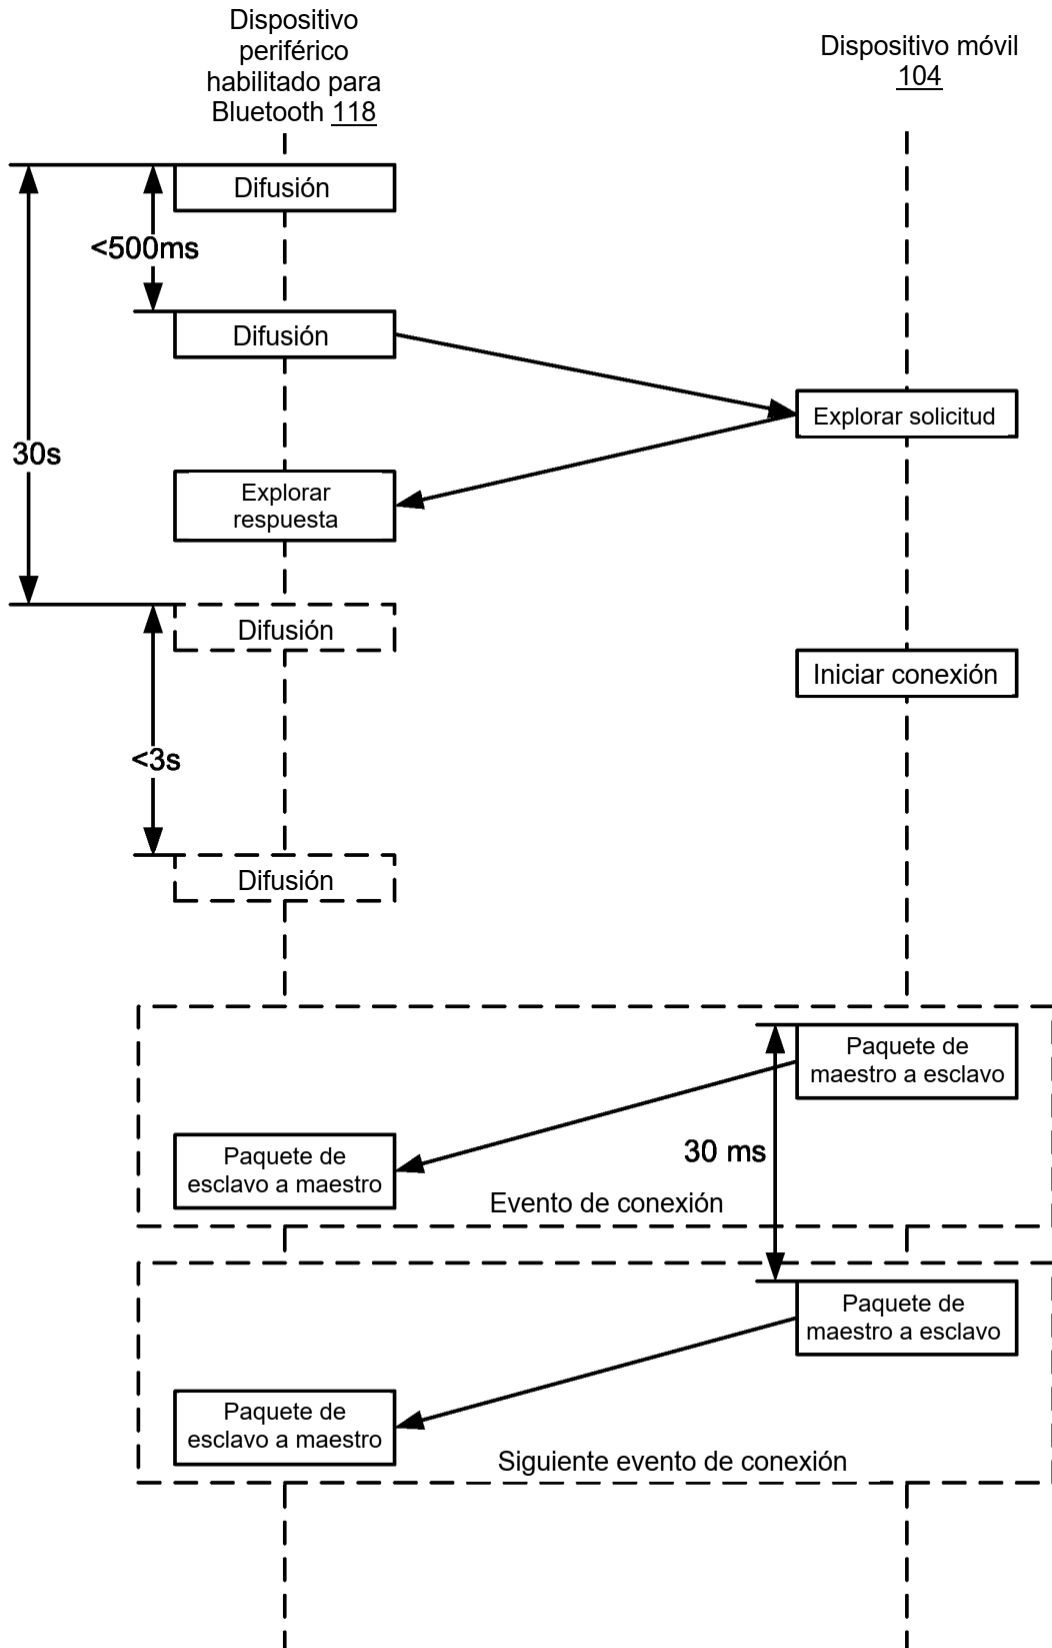 Dispositivo
periférico
habilitado para
Bluetooth 118
Dispositivo móvil
104
Difusión
<500ms
Difusión
Explorar solicitud
30s
Explorar
respuesta
Difusión
Iniciar conexión
<3s
Difusión
Paquete de
maestro a esclavo
30 ms
Paquete de
esclavo a maestro
Evento de conexión
Paquete de
maestro a esclavo
Paquete de
esclavo a maestro
Siguiente evento de conexión